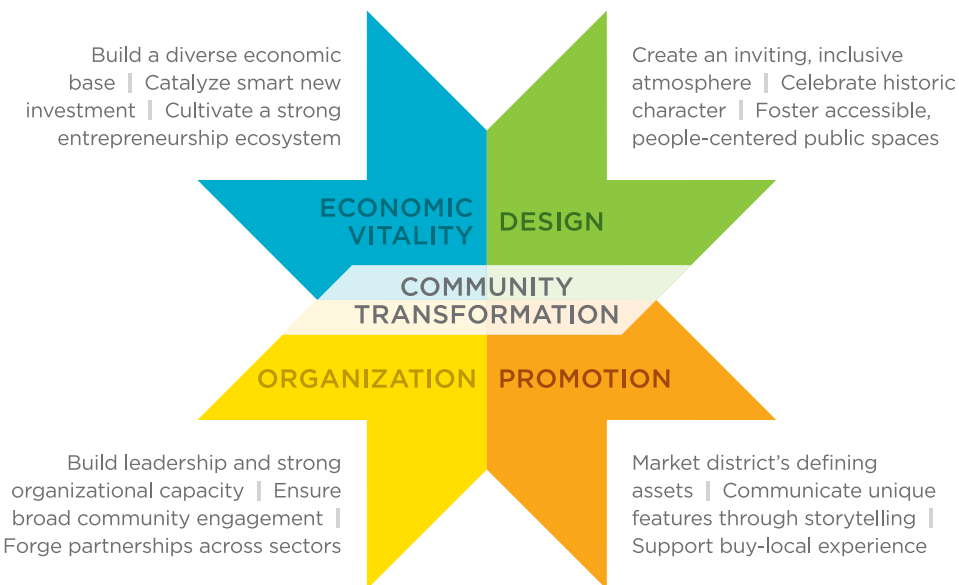 Build a diverse economic
base | Catalyze smart new
investment | Cultivate a strong
entrepreneurship ecosystem
Create an inviting, inclusive
atmosphere | Celebrate historic
character | Foster accessible,
people-centered public spaces
ECONOMIC
VITALITY
DESIGN
COMMUNITY
TRANSFORMATION
ORGANIZATION
PROMOTION
Build leadership and strong
organizational capacity | Ensure
broad community engagement |
Forge partnerships across sectors
Market district’s defining
assets | Communicate unique
features through storytelling |
Support buy-local experience